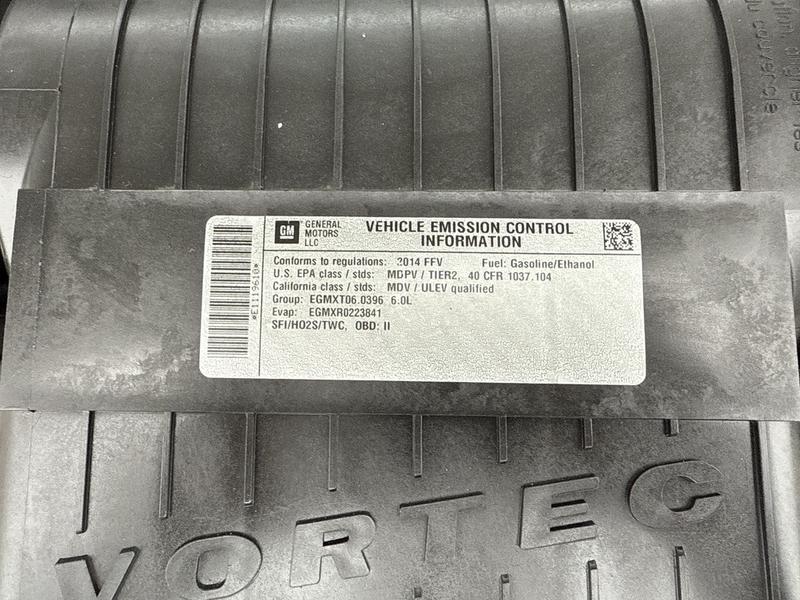 du couvercle
GM
GENERAL
MOTORS
LLC
VEHICLE EMISSION CONTROL
INFORMATION
Conforms to regulations: 2014 FFV Fuel: Gasoline/Ethanol
U.S. EPA class / stds: MDPV / TIER2, 40 CFR 1037.104
California class / stds: MDV / ULEV qualified
Group: EGMXT06.0396 6.0L
Evap: EGMXR0223841
SFI/HO2S/TWC, OBD: II
*E1119610*
VORTEC